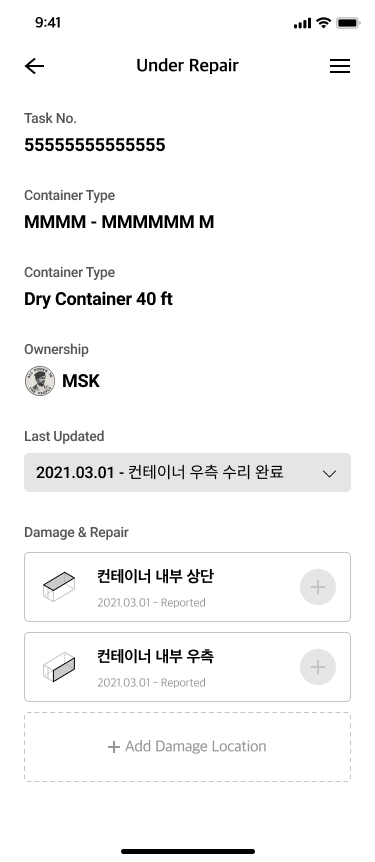 9:41
Under Repair
Task No.
55555555555555
Container Type
MMMM - MMMMMM M
Container Type
Dry Container 40 ft
Ownership
MSK
Last Updated
2021.03.01 - 컨테이너 우측 수리 완료
Damage & Repair
컨테이너 내부 상단
2021.03.01 - Reported
컨테이너 내부 우측
2021.03.01 - Reported
+ Add Damage Location